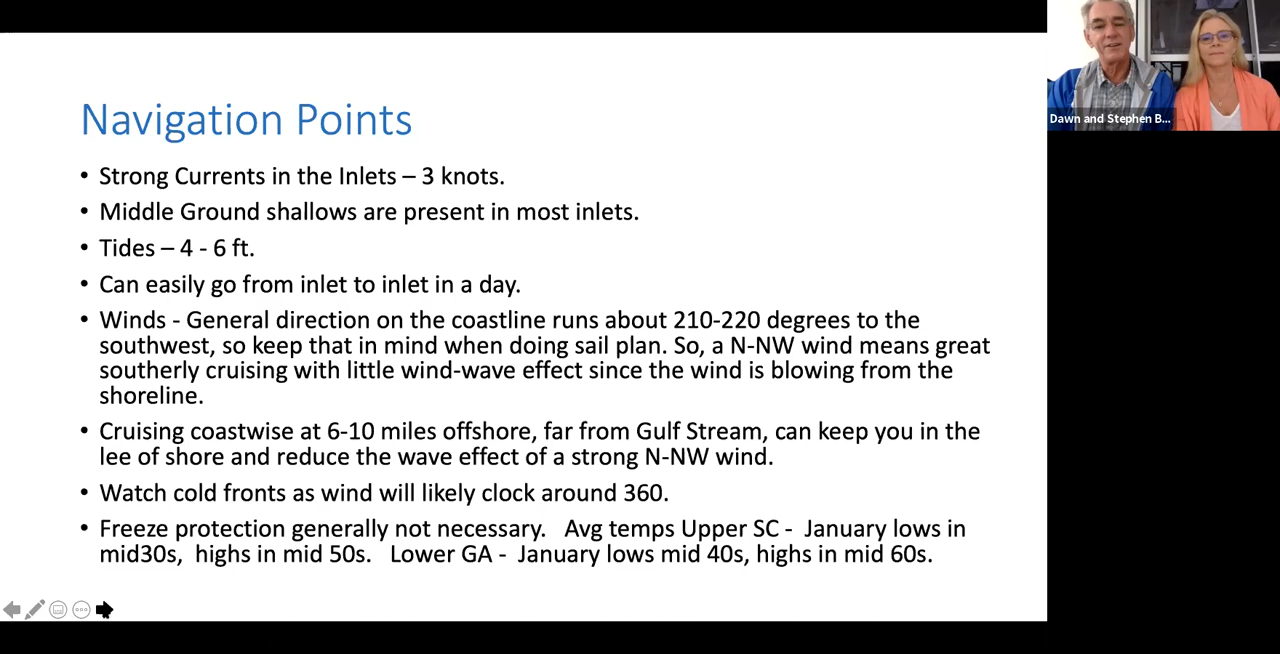 Navigation Points
• Strong Currents in the Inlets – 3 knots.
• Middle Ground shallows are present in most inlets.
• Tides – 4 - 6 ft.
• Can easily go from inlet to inlet in a day.
• Winds - General direction on the coastline runs about 210-220 degrees to the
southwest, so keep that in mind when doing sail plan. So, a N-NW wind means great
southerly cruising with little wind-wave effect since the wind is blowing from the
shoreline.
• Cruising coastwise at 6-10 miles offshore, far from Gulf Stream, can keep you in the
lee of shore and reduce the wave effect of a strong N-NW wind.
• Watch cold fronts as wind will likely clock around 360.
• Freeze protection generally not necessary.   Avg temps Upper SC -  January lows in
mid30s,  highs in mid 50s.   Lower GA -  January lows mid 40s, highs in mid 60s.
Dawn and Stephen B...